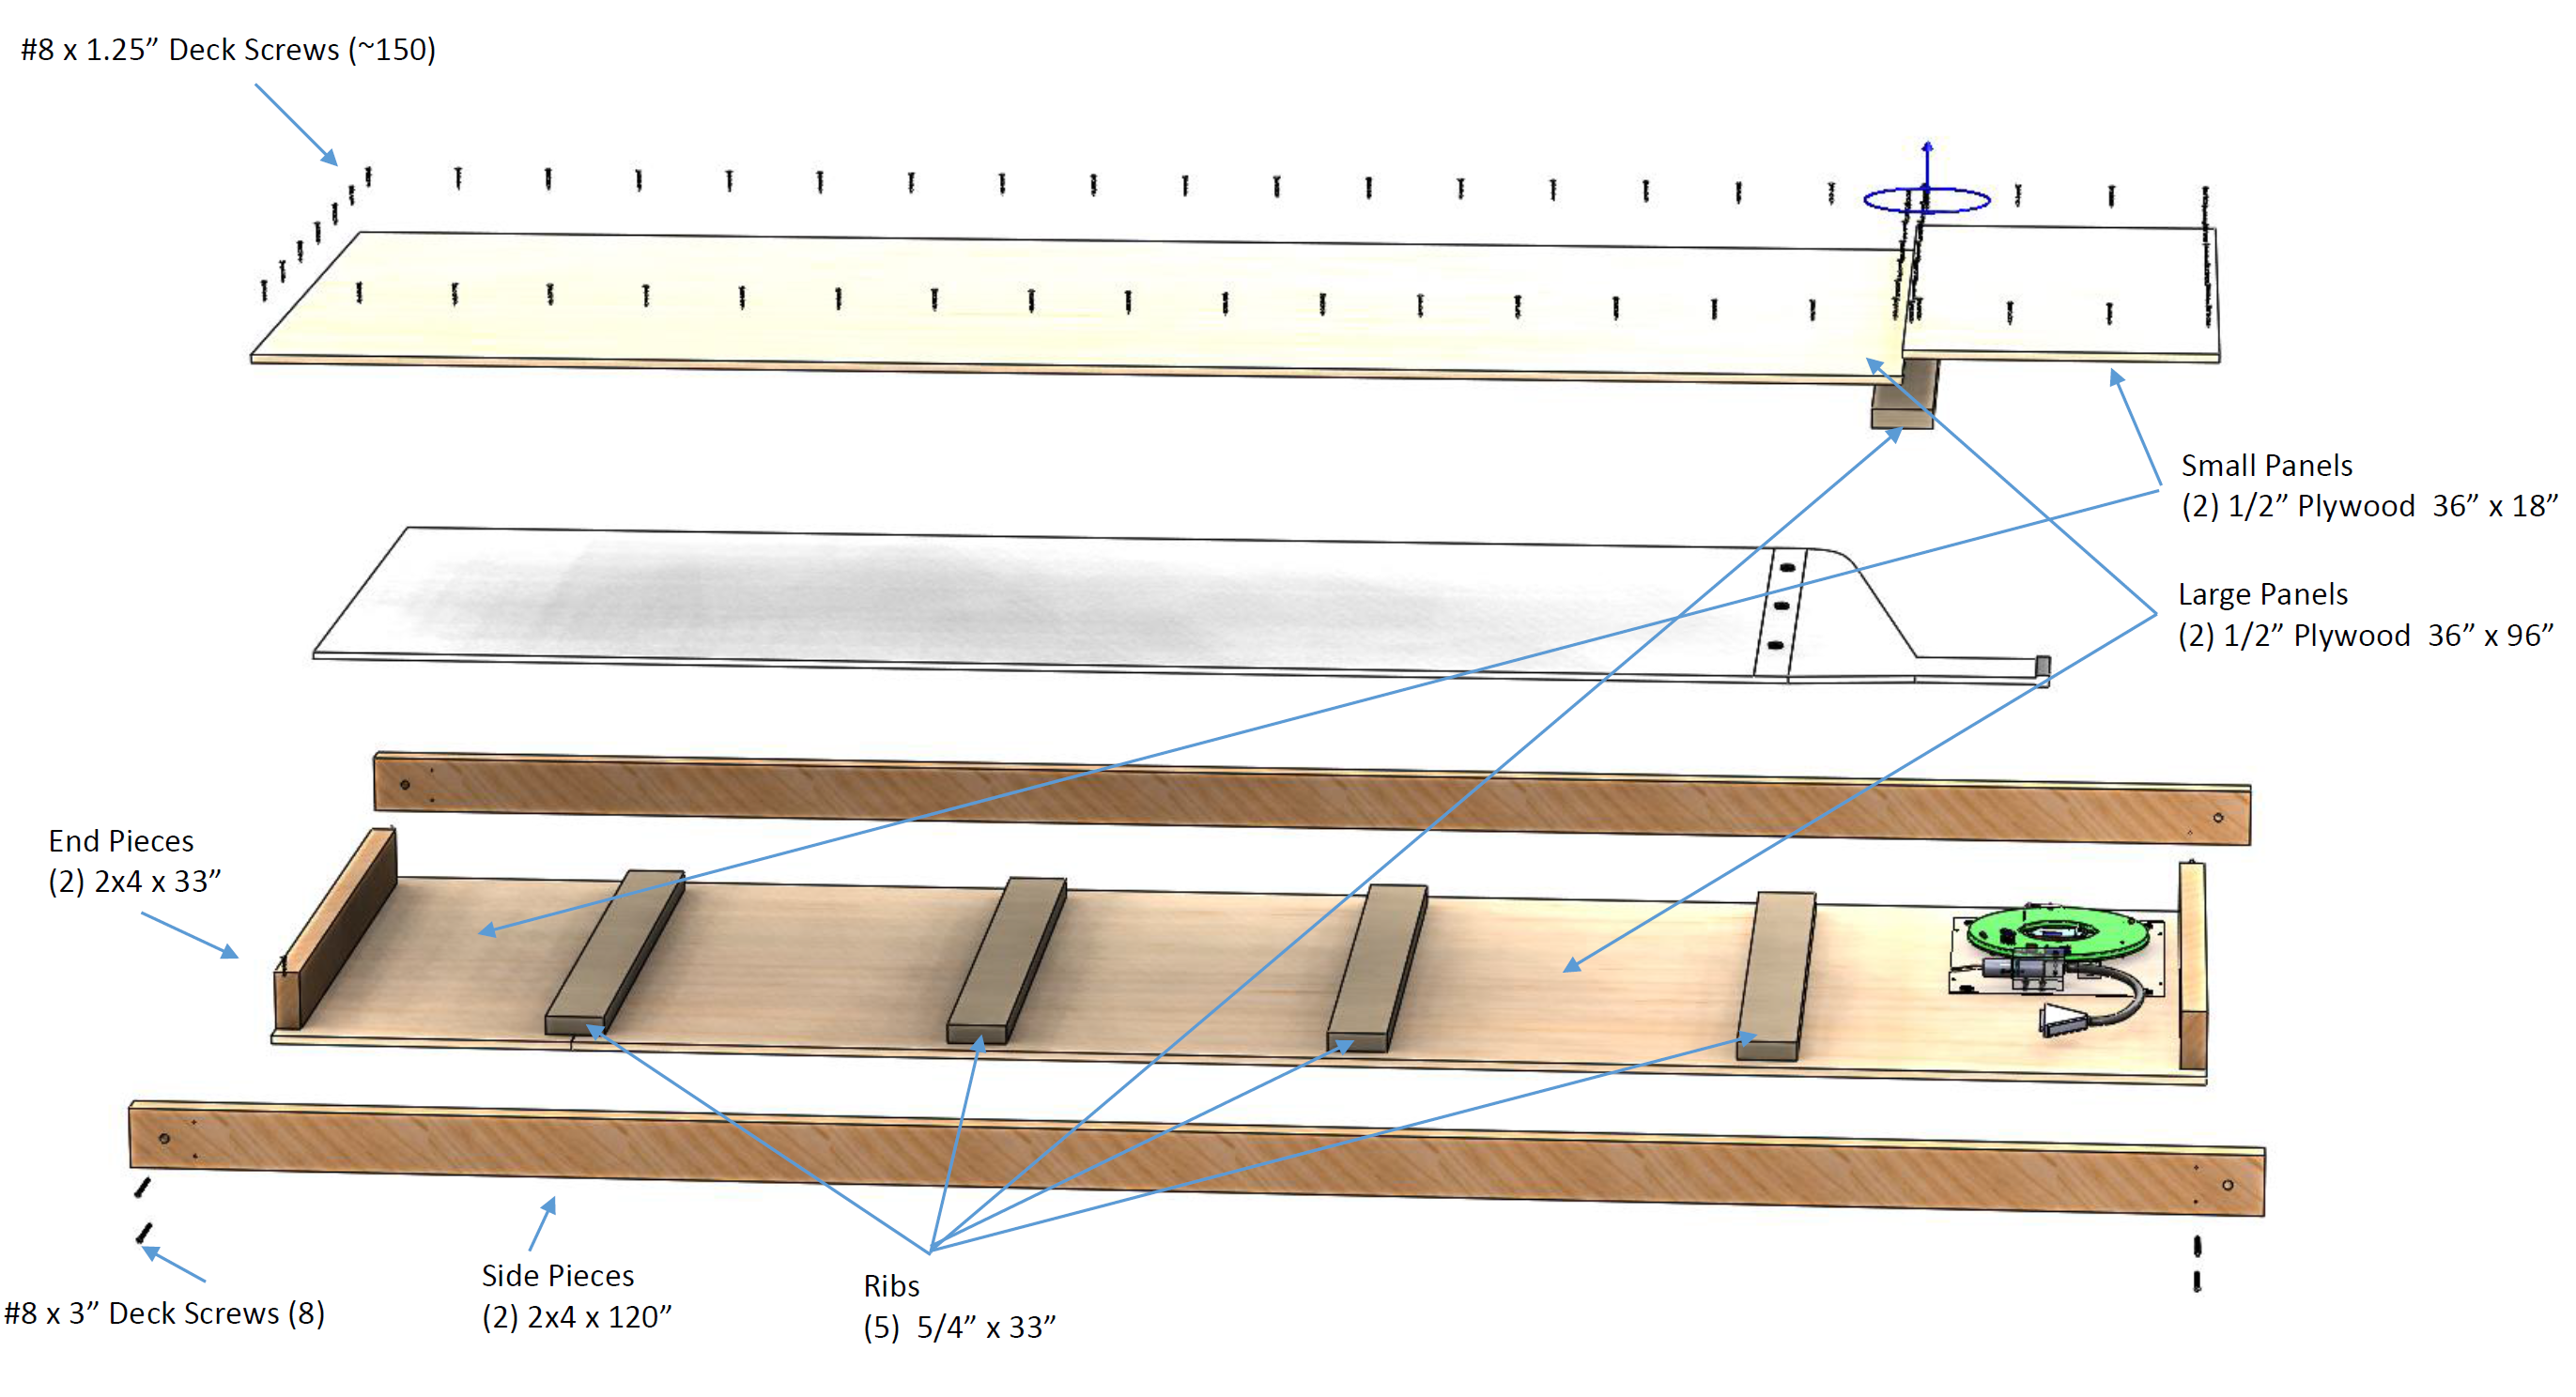 #8 x 1.25” Deck Screws (~150)
Small Panels
(2) 1/2” Plywood  36” x 18”
Large Panels
(2) 1/2” Plywood  36” x 96”
End Pieces
(2) 2x4 x 33”
Side Pieces
(2) 2x4 x 120”
Ribs
(5)  5/4” x 33”
#8 x 3” Deck Screws (8)